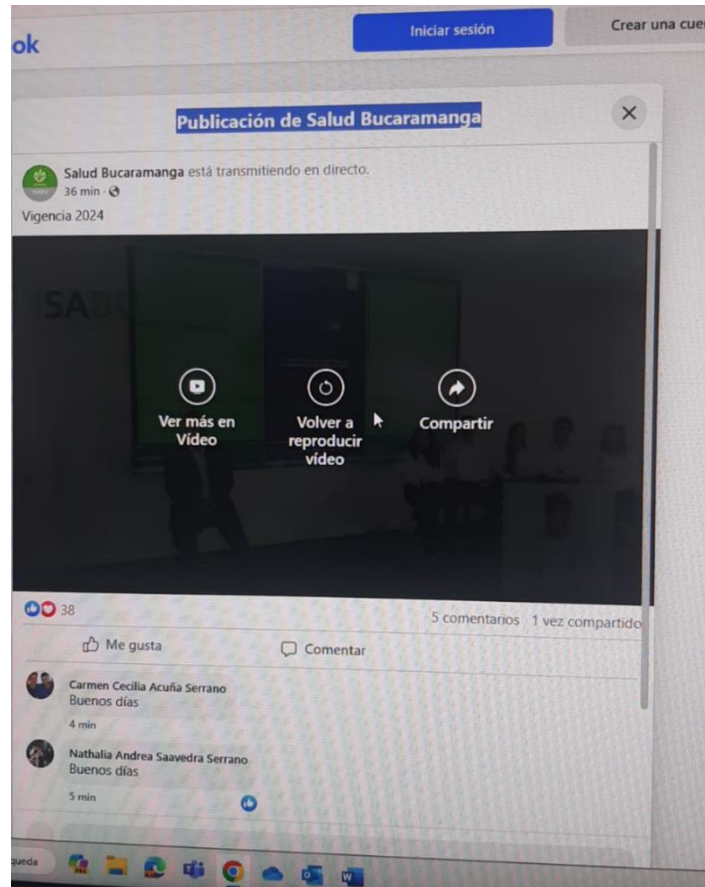 ok
Iniciar sesión
Crear una cue
Publicación de Salud Bucaramanga
Salud Bucaramanga está transmitiendo en directo.
36 min ·
Vigencia 2024
ISABU
Ver más en
Vídeo
Volver a
reproducir
vídeo
Compartir
38
5 comentarios 1 vez compartido
Me gusta
Comentar
Carmen Cecilia Acuña Serrano
Buenos días
4 min
Nathalia Andrea Saavedra Serrano
Buenos días
5 min
queda